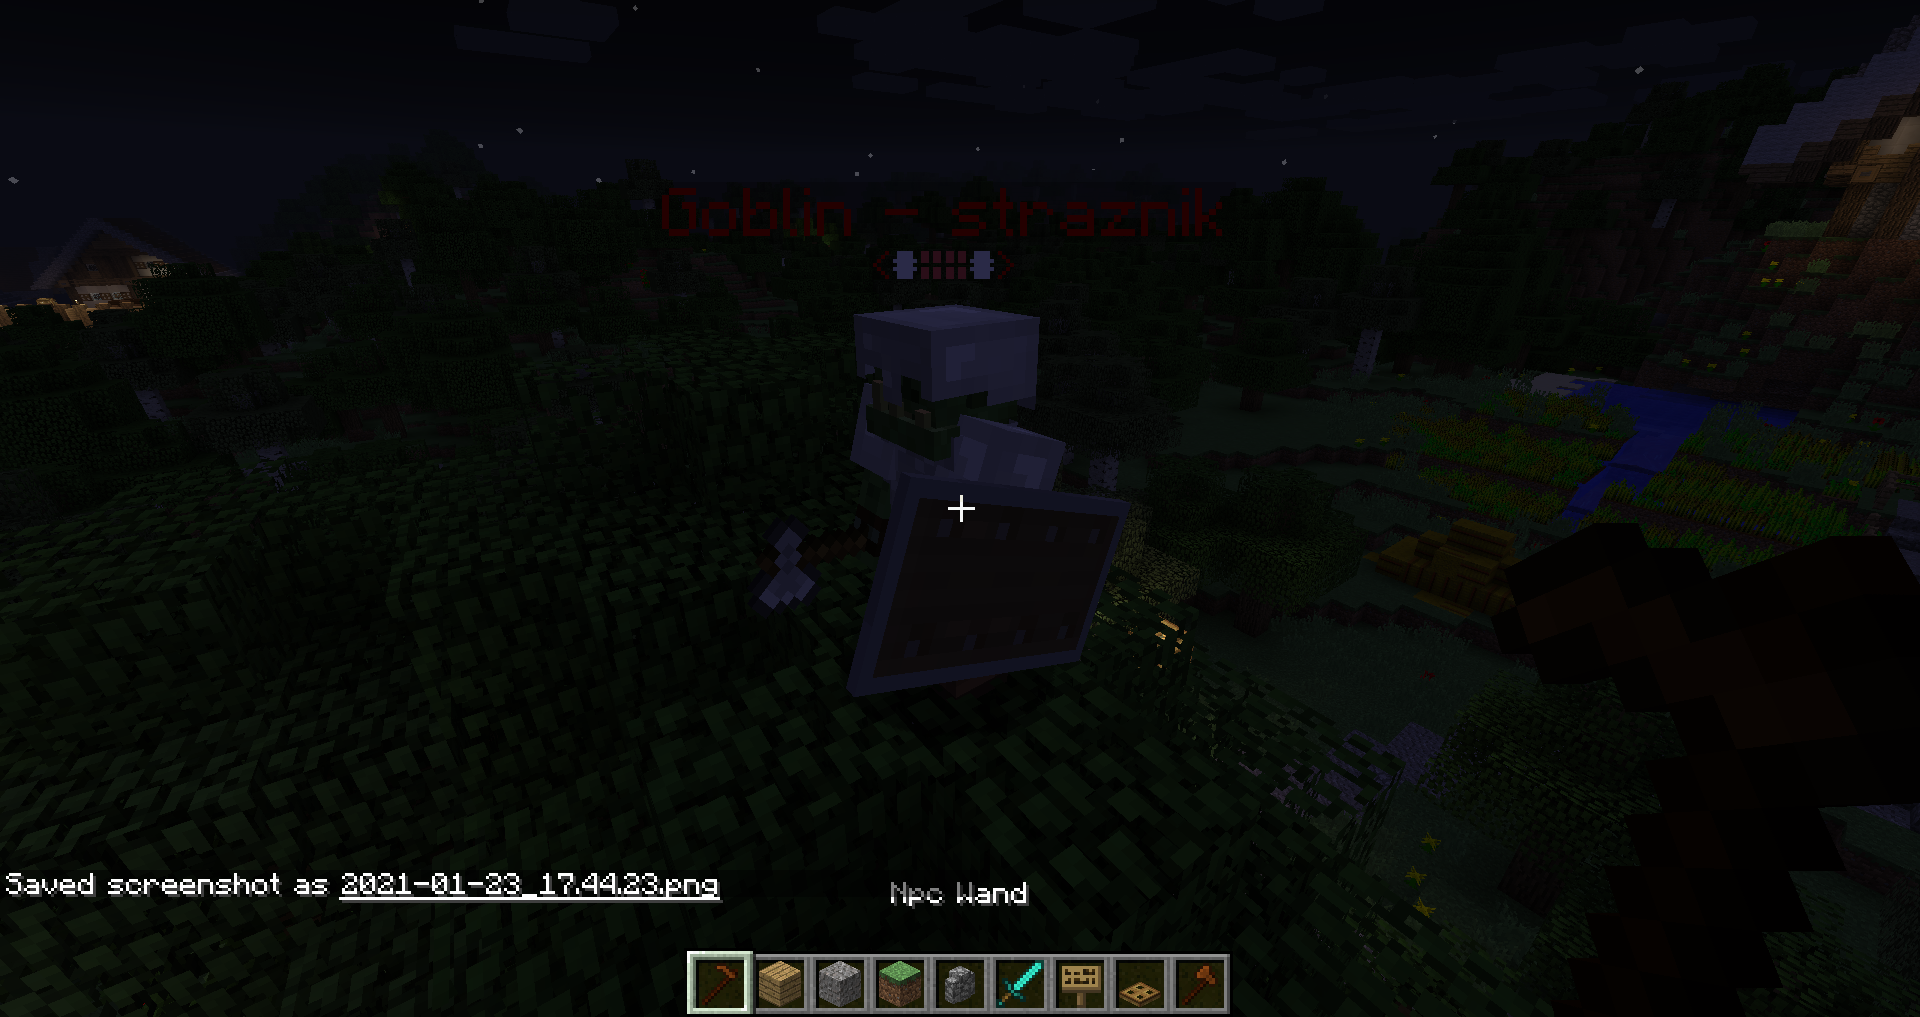 Goblin - straznik
Saved screenshot as 2021-01-23_17.44.23.png
Npc Wand